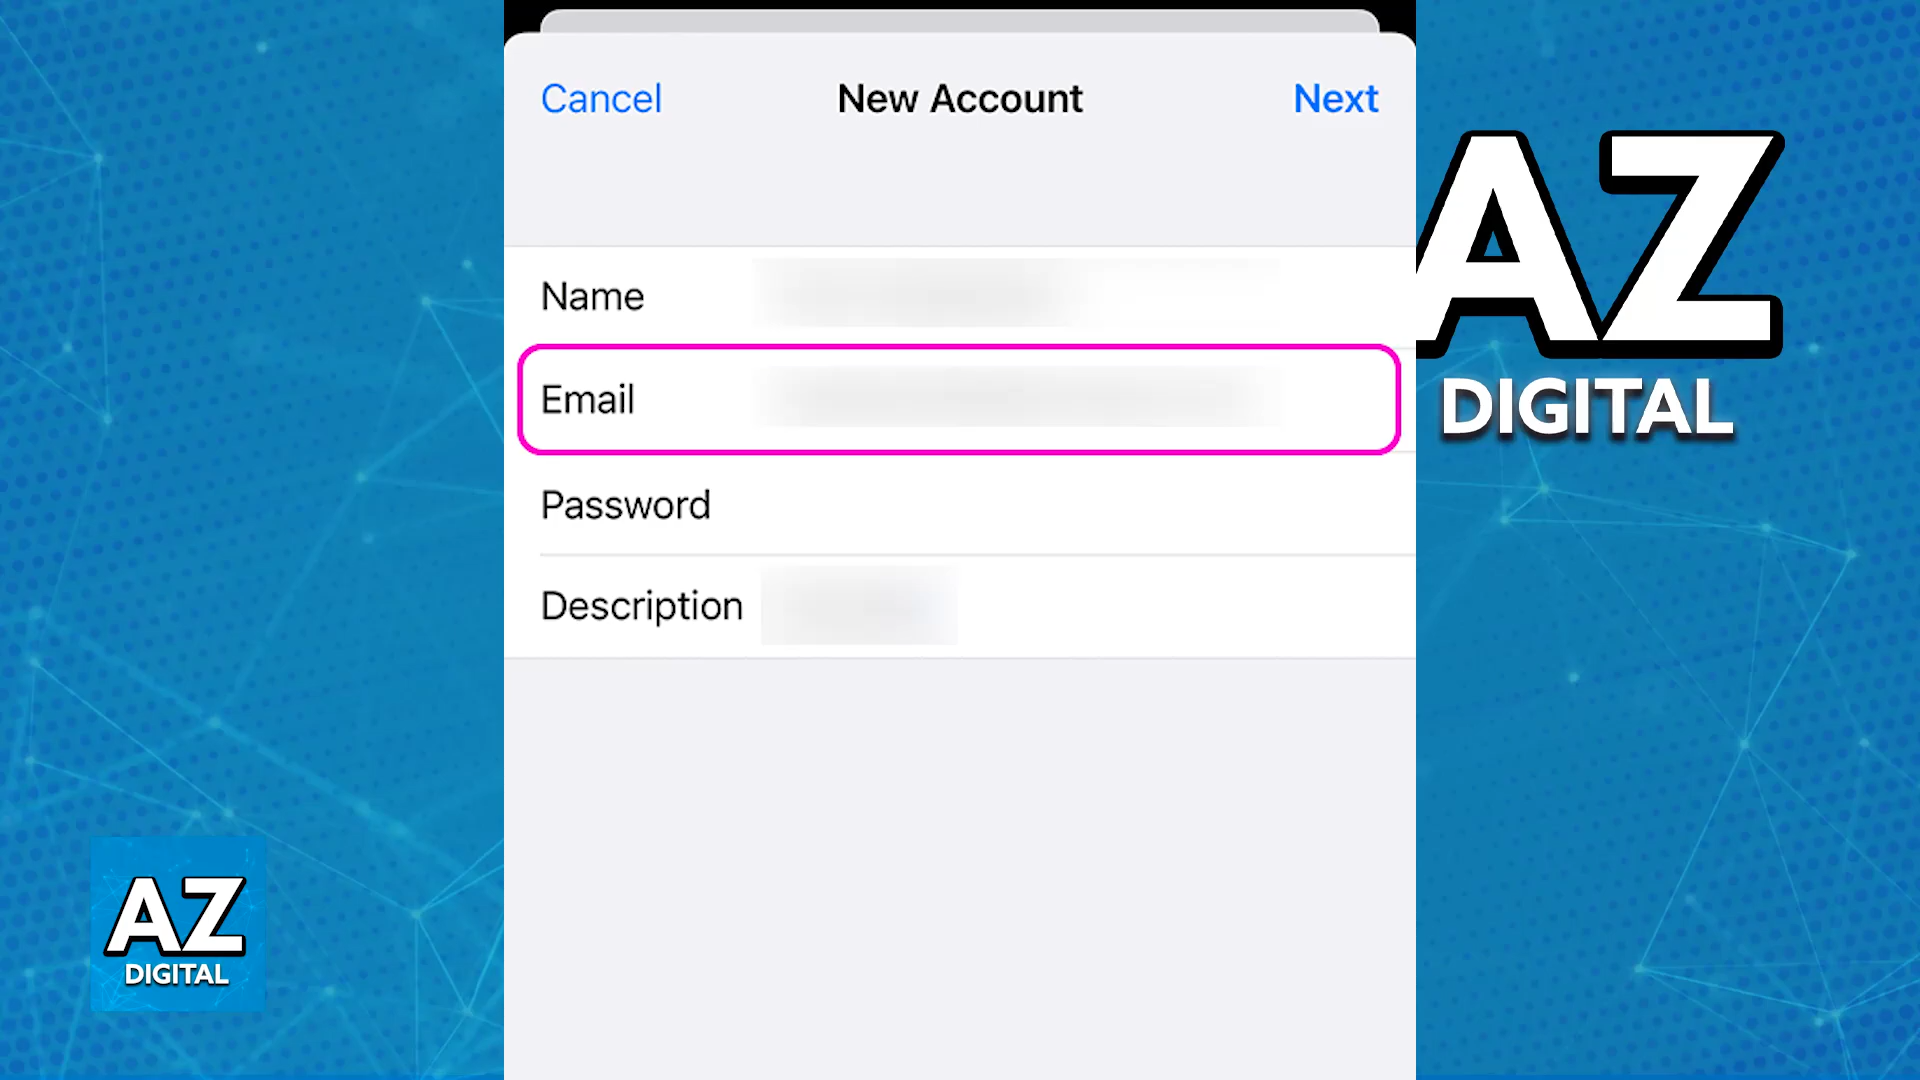 Cancel New Account Next
Name
Email
Password
Description
AZ
DIGITAL
AZ
DIGITAL